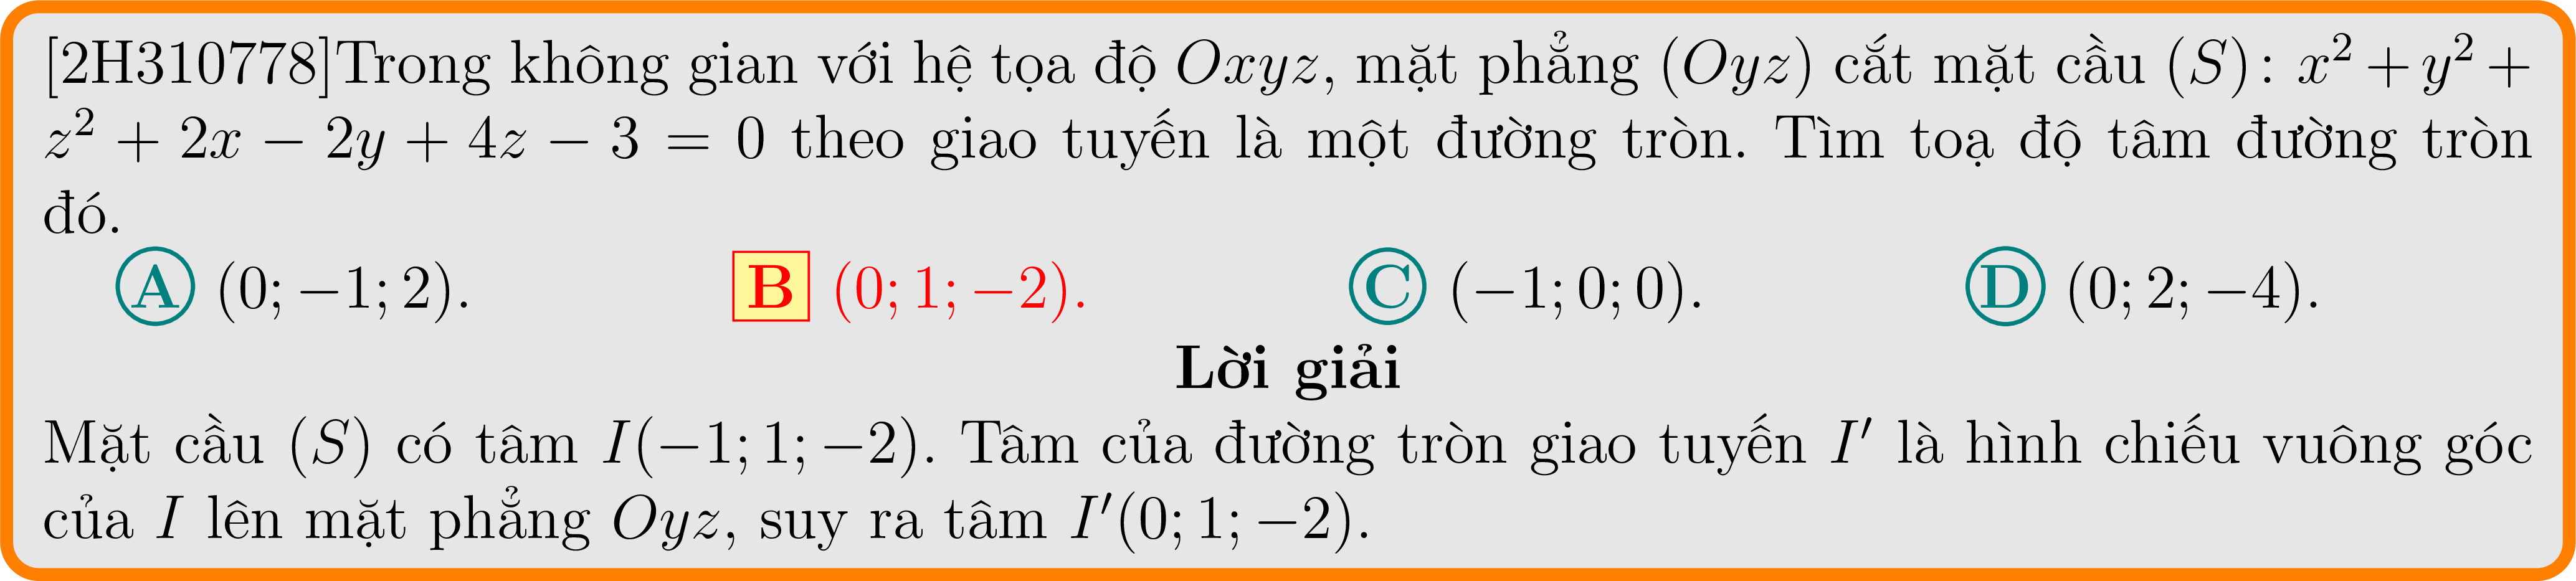 [2H310778]Trong không gian với hệ tọa độ Oxyz, mặt phẳng (Oyz) cắt mặt cầu (S): x² + y² +
z² + 2x − 2y + 4z − 3 = 0 theo giao tuyến là một đường tròn. Tìm toạ độ tâm đường tròn
đó.
A (0; −1; 2). B (0; 1; −2). C (−1; 0; 0). D (0; 2; −4).
Lời giải
Mặt cầu (S) có tâm I(−1; 1; −2). Tâm của đường tròn giao tuyến I′ là hình chiếu vuông góc
của I lên mặt phẳng Oyz, suy ra tâm I′(0; 1; −2).